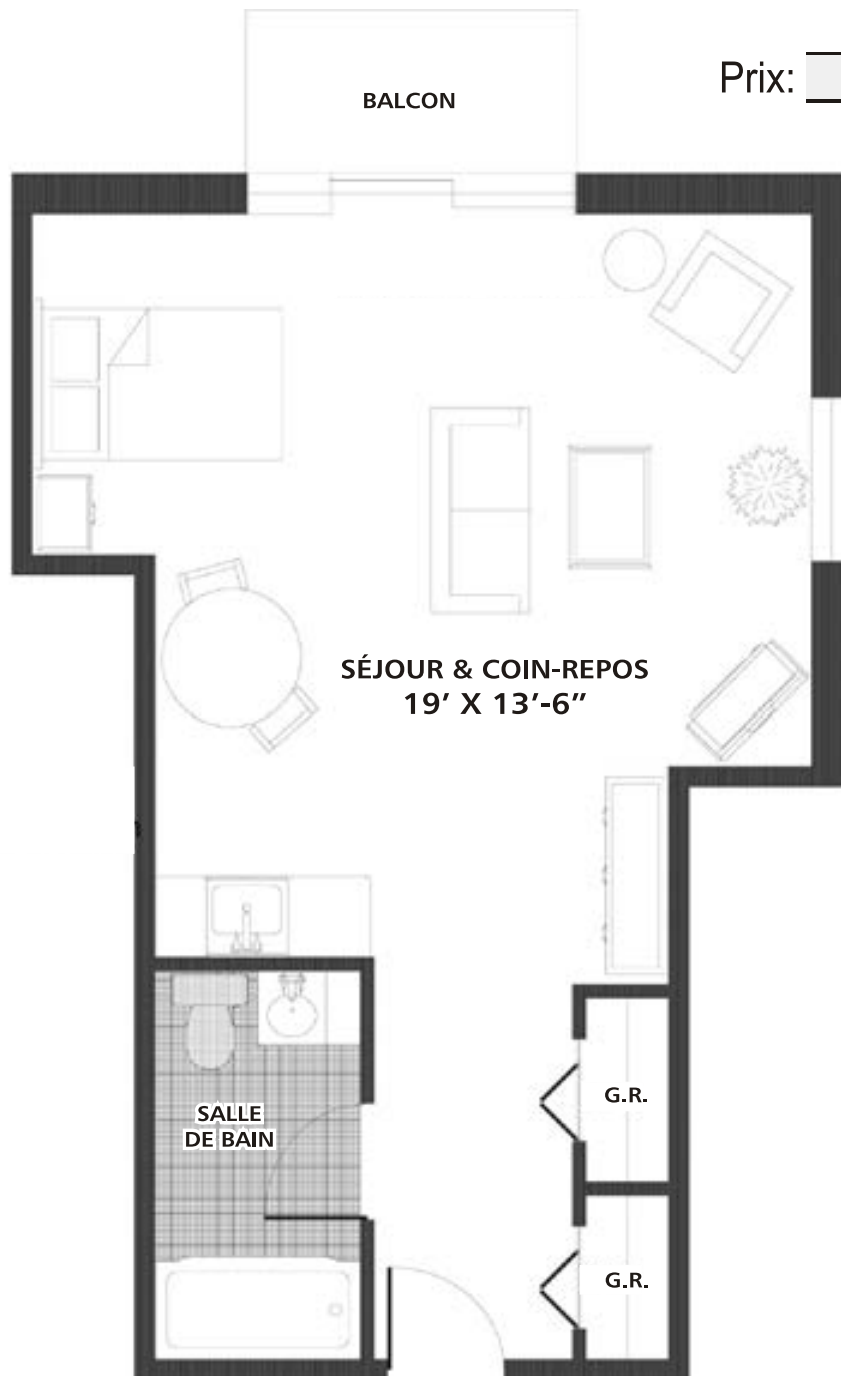 Prix:
BALCON
SÉJOUR & COIN-REPOS
19' X 13'-6”
G.R.
SALLE
DE BAIN
G.R.